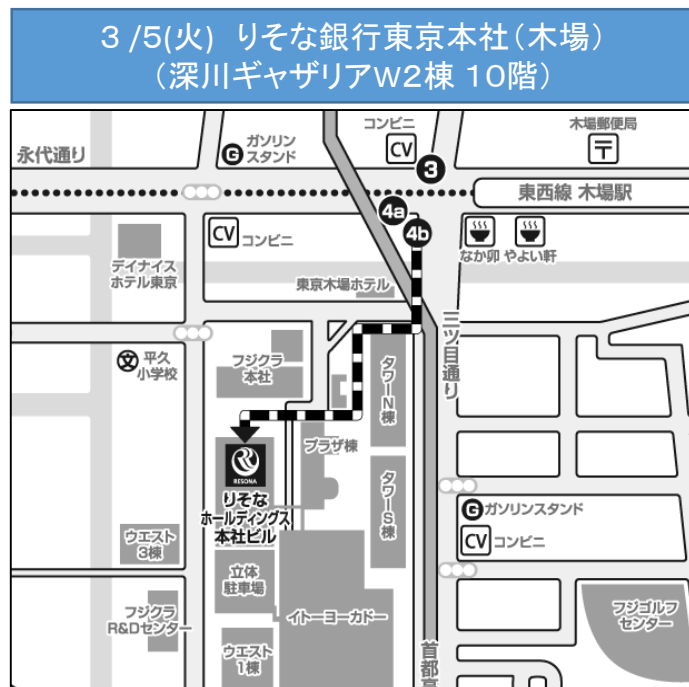 3 /5(火) りそな銀行東京本社(木場)
(深川ギャザリアW2棟 10階)
永代通り
G ガソリン
スタンド
コンビニ
CV
木場郵便局
〒
3
東西線 木場駅
4a
4b
CV コンビニ
なか卯 やよい軒
デイナイス
ホテル東京
東京木場ホテル
三ツ目通り
文 平久
小学校
フジクラ
本社
タワーN棟
プラザ棟
RESONA
りそな
ホールディングス
本社ビル
タワーS棟
G ガソリンスタンド
CV コンビニ
ウエスト
3棟
立体
駐車場
イトーヨーカドー
フジクラ
R&Dセンター
ウエスト
1棟
フジゴルフ
センター
首都高